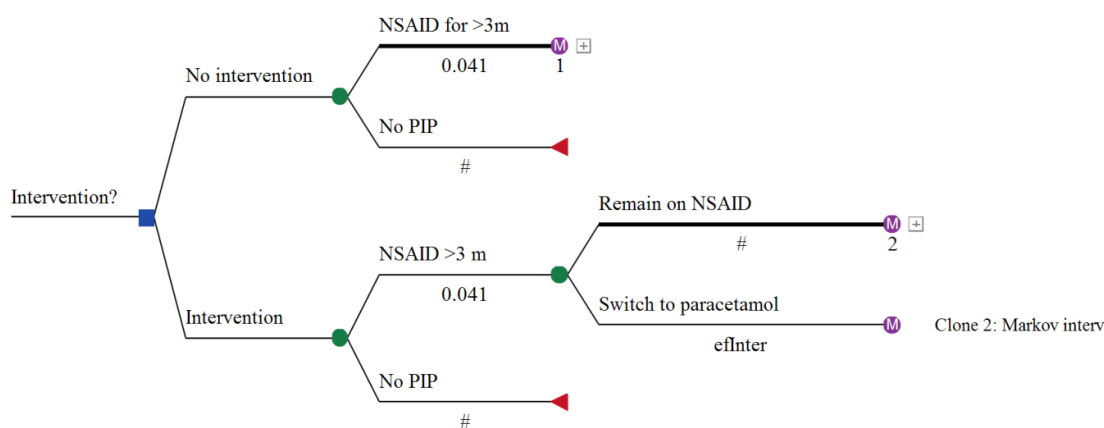 NSAID for >3m
M
+
0.041
1
No intervention
No PIP
#
Intervention?
Remain on NSAID
M
+
#
2
NSAID >3 m
0.041
Switch to paracetamol
M
Clone 2: Markov interv
efInter
Intervention
No PIP
#